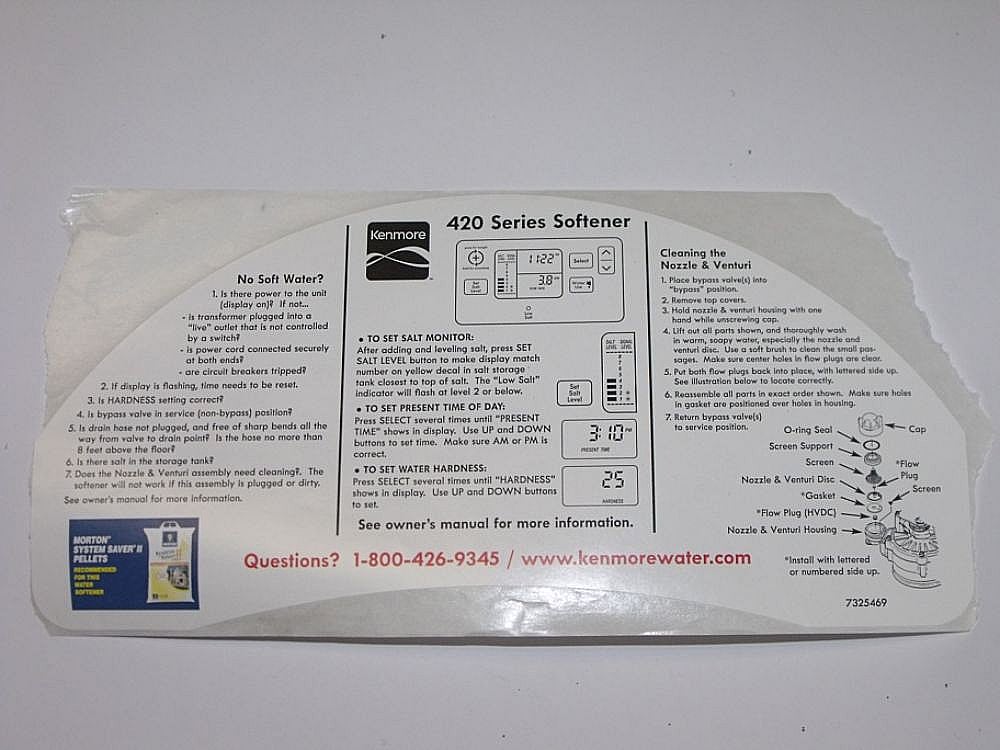 420 Series Softener
Kenmore
No Soft Water?
1. Is there power to the unit
(display on)? If not...
- is transformer plugged into a
"live" outlet that is not controlled
by a switch?
- is power cord connected securely
at both ends?
- are circuit breakers tripped?
2. If display is flashing, time needs to be reset.
3. Is HARDNESS setting correct?
4. Is bypass valve in service (non-bypass) position?
5. Is drain hose not plugged, and free of sharp bends all the
way from valve to drain point? Is the hose no more than
8 feet above the floor?
6. Is there salt in the storage tank?
7. Does the Nozzle & Venturi assembly need cleaning?. The
softener will not work if this assembly is plugged or dirty.
See owner's manual for more information.
MORTON
SYSTEM SAVER II
PELLETS
RECOMMENDED
FOR THIS
WATER
SOFTENER
11:22
3.8
Select
Set
Salt
Level
Low
Salt
• TO SET SALT MONITOR:
After adding and leveling salt, press SET
SALT LEVEL button to make display match
number on yellow decal in salt storage
tank closest to top of salt. The "Low Salt"
indicator will flash at level 2 or below.
SALT
LEVEL
8
7
6
5
4
3
2
1
Set
Salt
Level
• TO SET PRESENT TIME OF DAY:
Press SELECT several times until "PRESENT
TIME" shows in display. Use UP and DOWN
buttons to set time. Make sure AM or PM is
correct.
3:10 PM
PRESENT TIME
• TO SET WATER HARDNESS:
Press SELECT several times until "HARDNESS"
shows in display. Use UP and DOWN buttons
to set.
25
HARDNESS
See owner's manual for more information.
Cleaning the
Nozzle & Venturi
1. Place bypass valve(s) into
"bypass" position.
2. Remove top covers.
3. Hold nozzle & venturi housing with one
hand while unscrewing cap.
4. Lift out all parts shown, and thoroughly wash
in warm, soapy water, especially the nozzle and
venturi disc. Use a soft brush to clean the small pas-
sages. Make sure center holes in flow plugs are clear.
5. Put both flow plugs back into place, with lettered side up.
See illustration below to locate correctly.
6. Reassemble all parts in exact order shown. Make sure holes
in gasket are positioned over holes in housing.
7. Return bypass valve(s)
to service position.
O-ring Seal
Cap
Screen Support
Screen
*Flow
Plug
Nozzle & Venturi Disc
Screen
*Gasket
*Flow Plug (HVDC)
Nozzle & Venturi Housing
*Install with lettered
or numbered side up.
7325469
Questions? 1-800-426-9345 / www.kenmorewater.com